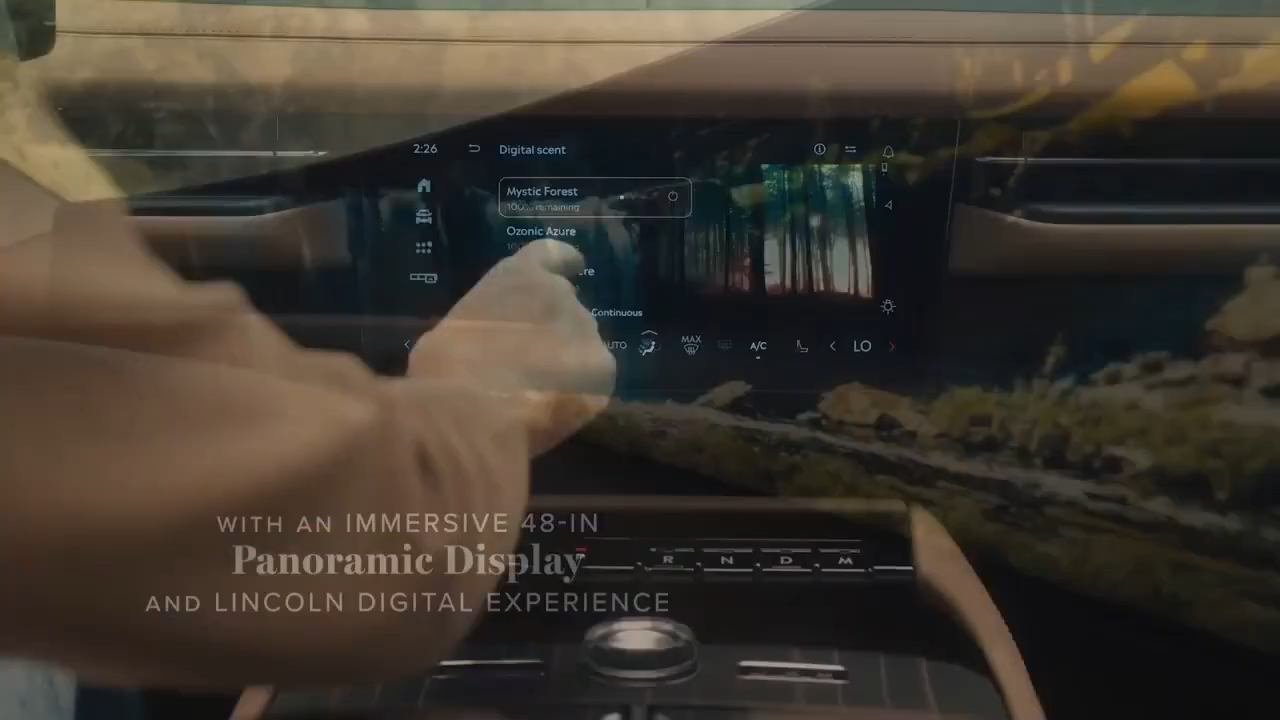 2:26
Digital scent
Mystic Forest
remaining
Ozonic Azure
Continuous
AUTO
MAX
A/C
LO
WITH AN IMMERSIVE 48-IN
Panoramic Display
AND LINCOLN DIGITAL EXPERIENCE
R N D M